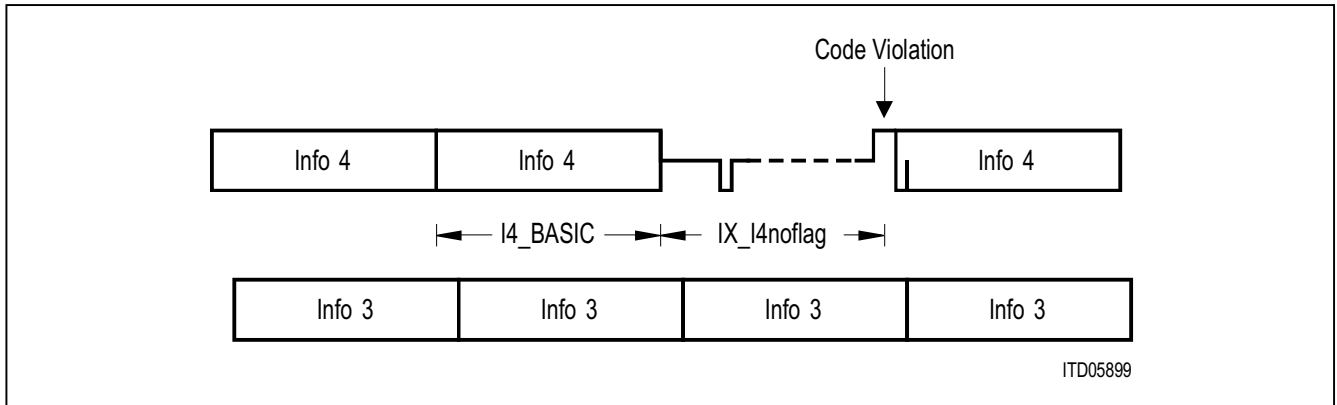 Code Violation
Info 4 Info 4 Info 4
I4_BASIC IX_I4noflag
Info 3 Info 3 Info 3 Info 3
ITD05899